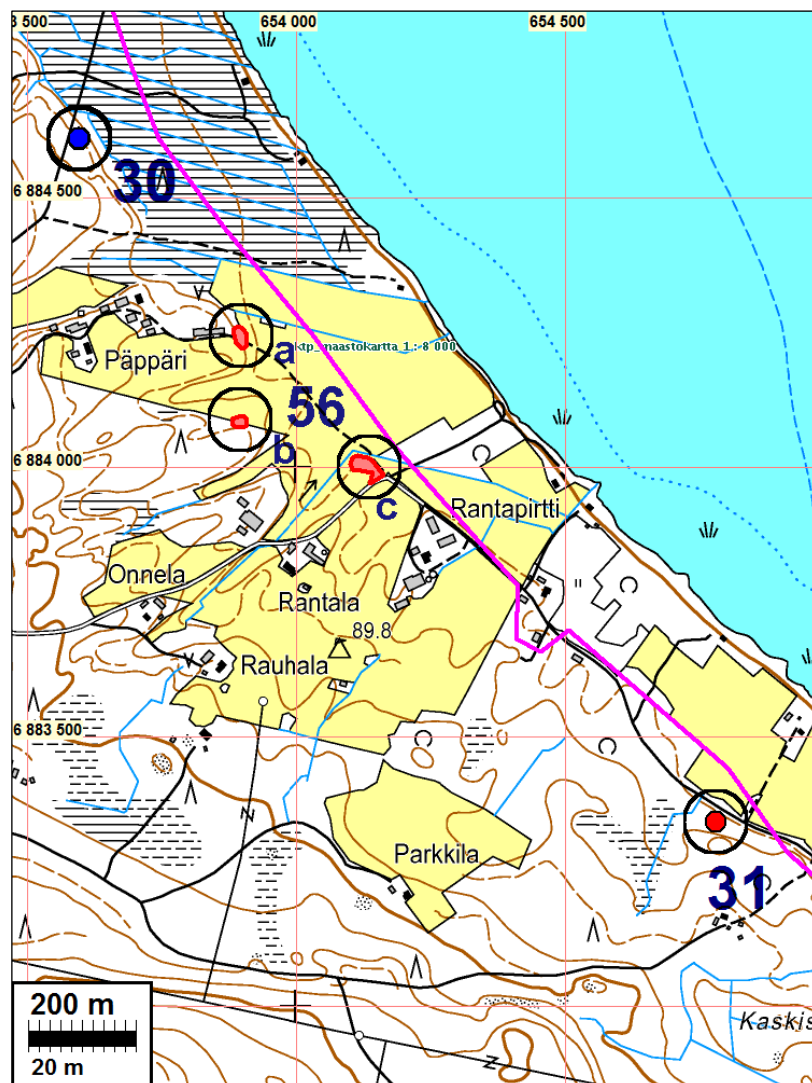 3 500
654 000
654 500
30
6 884 500
Päppäri
a
ktp_maastokartta_1 : 8 000
56
b
6 884 000
c
Rantapirtti
Onnela
Rantala
89.8
Rauhala
6 883 500
Parkkila
31
200 m
20 m
Kaskis
N
N